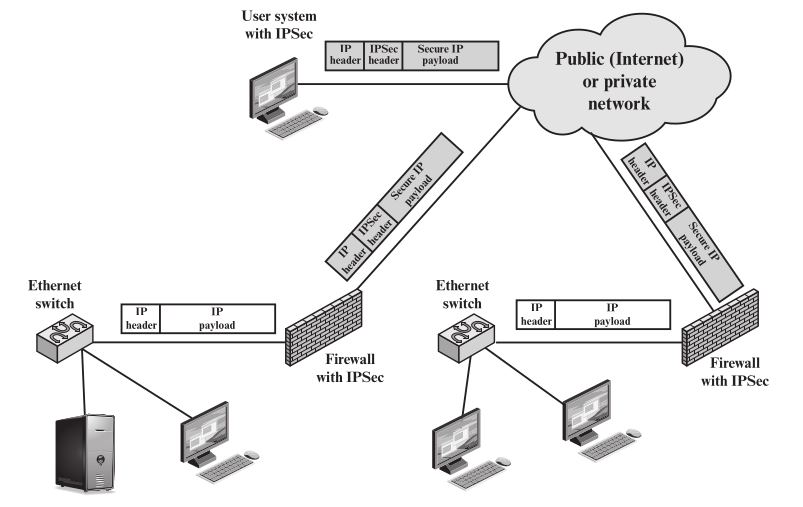 User system
with IPSec
IP
header
IPSec
header
Secure IP
payload
Public (Internet)
or private
network
IP
header
IPSec
header
Secure IP
payload
IP
header
IPSec
header
Secure IP
payload
Ethernet
switch
IP
header
IP
payload
Firewall
with IPSec
Ethernet
switch
IP
header
IP
payload
Firewall
with IPSec